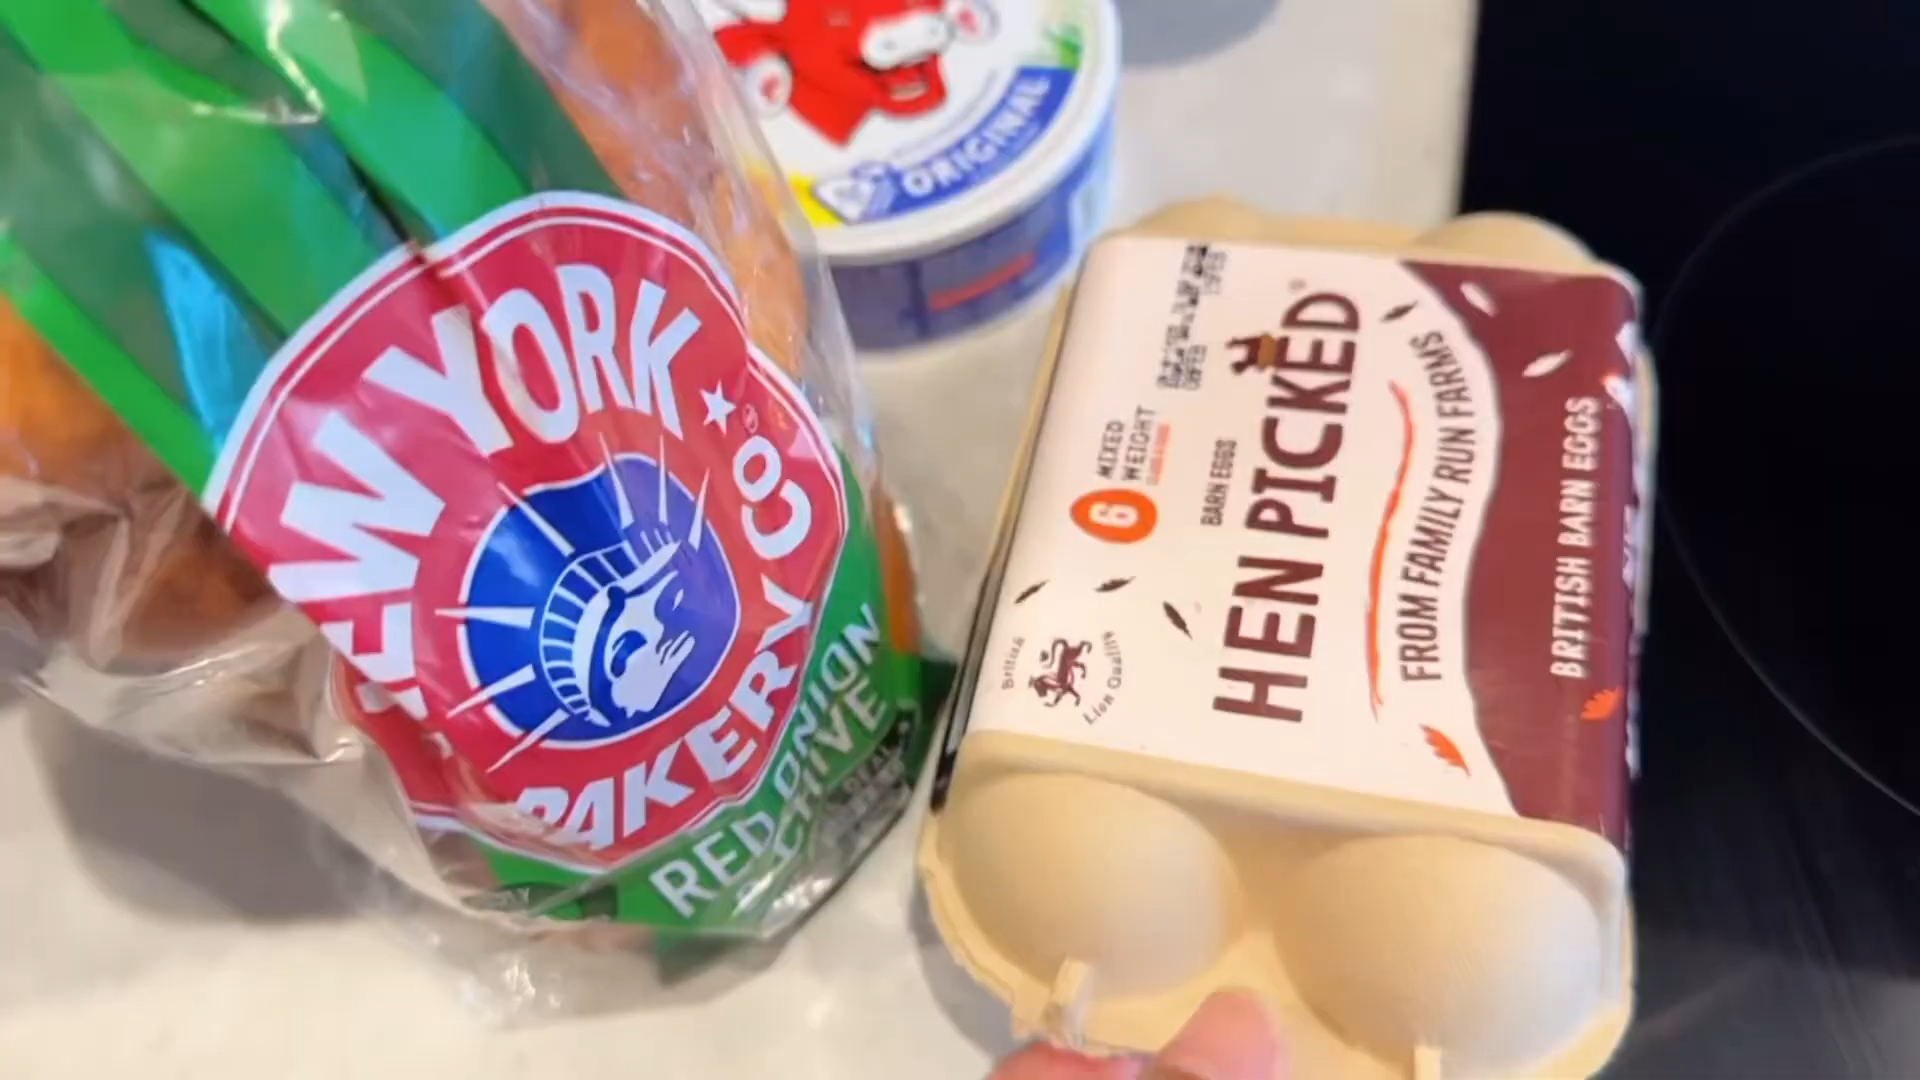 NEW YORK
BAKERY CO
RED ONION
& CHIVE
ORIGINAL
6
MIXED
WEIGHT
BARN EGGS
HEN PICKED
FROM FAMILY RUN FARMS
BRITISH BARN EGGS
British
Lion Quality